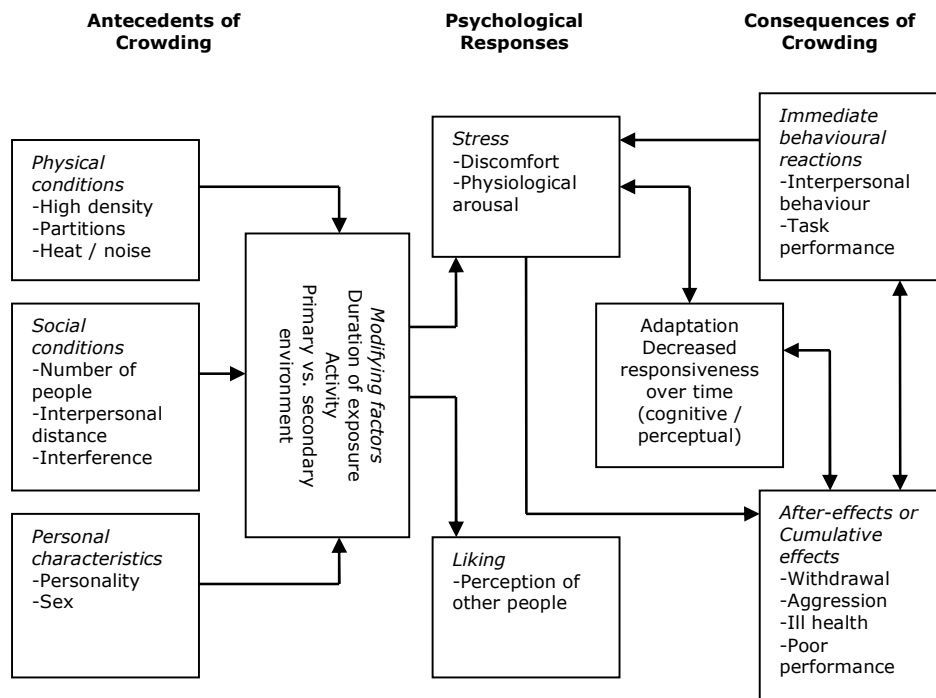 Antecedents of
Crowding
Psychological
Responses
Consequences of
Crowding
Physical
conditions
-High density
-Partitions
-Heat / noise
Social
conditions
-Number of
people
-Interpersonal
distance
-Interference
Personal
characteristics
-Personality
-Sex
Modifying factors
Duration of exposure
Activity
Primary vs. secondary
environment
Stress
-Discomfort
-Physiological
arousal
Liking
-Perception of
other people
Immediate
behavioural
reactions
-Interpersonal
behaviour
-Task
performance
Adaptation
Decreased
responsiveness
over time
(cognitive /
perceptual)
After-effects or
Cumulative
effects
-Withdrawal
-Aggression
-Ill health
-Poor
performance